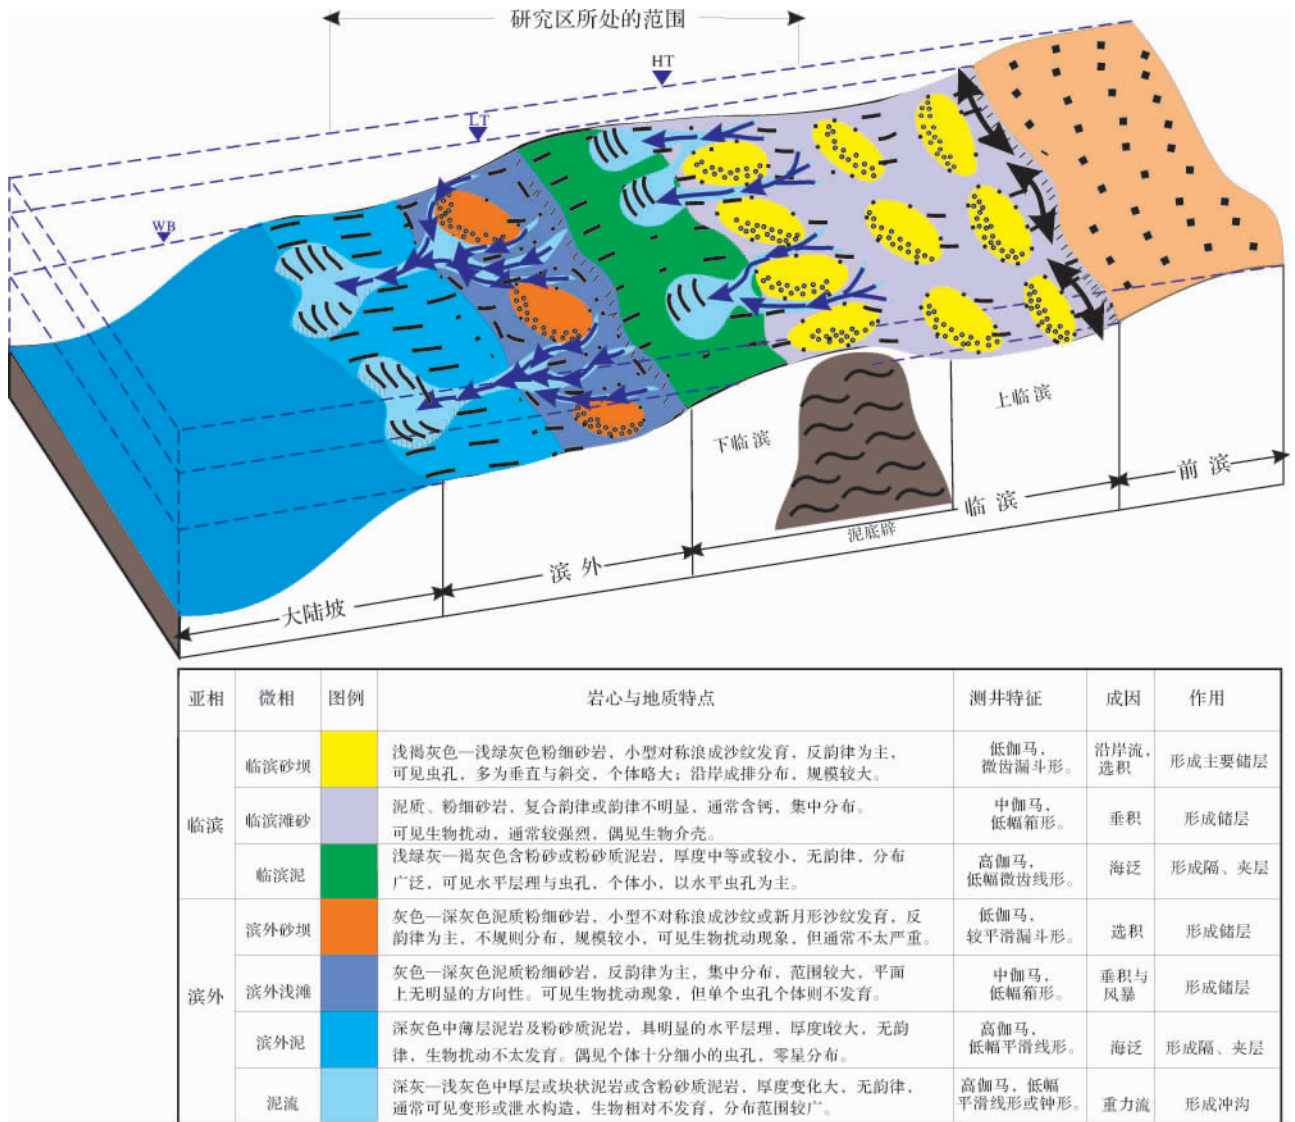 研究区所处的范围
HT
LT
WB
上临滨
下临滨
前滨
临滨
泥底辟
滨外
大陆坡
亚相 微相 图例 岩心与地质特点 测井特征 成因 作用
临滨
临滨砂坝
浅褐灰色—浅绿灰色粉细砂岩，小型对称浪成沙纹发育，反韵律为主，
可见虫孔，多为垂直与斜交，个体略大；沿岸成排分布，规模较大。
低伽马，
微齿漏斗形。
沿岸流，
选积
形成主要储层
临滨滩砂
泥质、粉细砂岩，复合韵律或韵律不明显，通常含钙，集中分布。
可见生物扰动，通常较强烈，偶见生物介壳。
中伽马，
低幅箱形。
垂积
形成储层
临滨泥
浅绿灰—褐灰色含粉砂或粉砂质泥岩，厚度中等或较小，无韵律，分布
广泛，可见水平层理与虫孔，个体小，以水平虫孔为主。
高伽马，
低幅微齿线形。
海泛
形成隔、夹层
滨外
滨外砂坝
灰色—深灰色泥质粉细砂岩，小型不对称浪成沙纹或新月形沙纹发育，反
韵律为主，不规则分布，规模较小，可见生物扰动现象，但通常不太严重。
低伽马，
较平滑漏斗形。
选积
形成储层
滨外浅滩
灰色—深灰色泥质粉细砂岩，反韵律为主，集中分布，范围较大，平面
上无明显的方向性。可见生物扰动现象，但单个虫孔个体则不发育。
中伽马，
低幅箱形。
垂积与
风暴
形成储层
滨外泥
深灰色中薄层泥岩及粉砂质泥岩，具明显的水平层理，厚度较大，无韵
律，生物扰动不太发育。偶见个体十分细小的虫孔，零星分布。
高伽马，
低幅平滑线形。
海泛
形成隔、夹层
泥流
深灰—浅灰色中厚层或块状泥岩或含粉砂质泥岩，厚度变化大，无韵律，
通常可见变形或泄水构造，生物相对不发育，分布范围较广。
高伽马，低幅
平滑线形或钟形。
重力流
形成冲沟